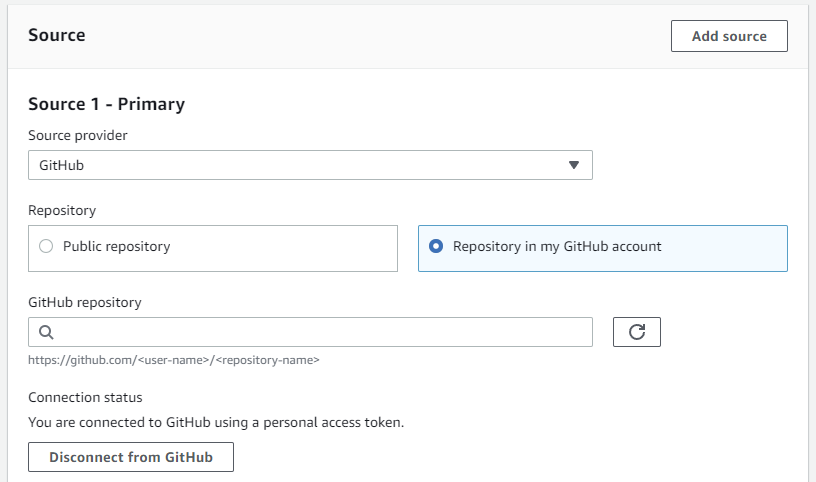 Source
Add source
Source 1 - Primary
Source provider
GitHub
Repository
Public repository
Repository in my GitHub account
GitHub repository
https://github.com/<user-name>/<repository-name>
Connection status
You are connected to GitHub using a personal access token.
Disconnect from GitHub